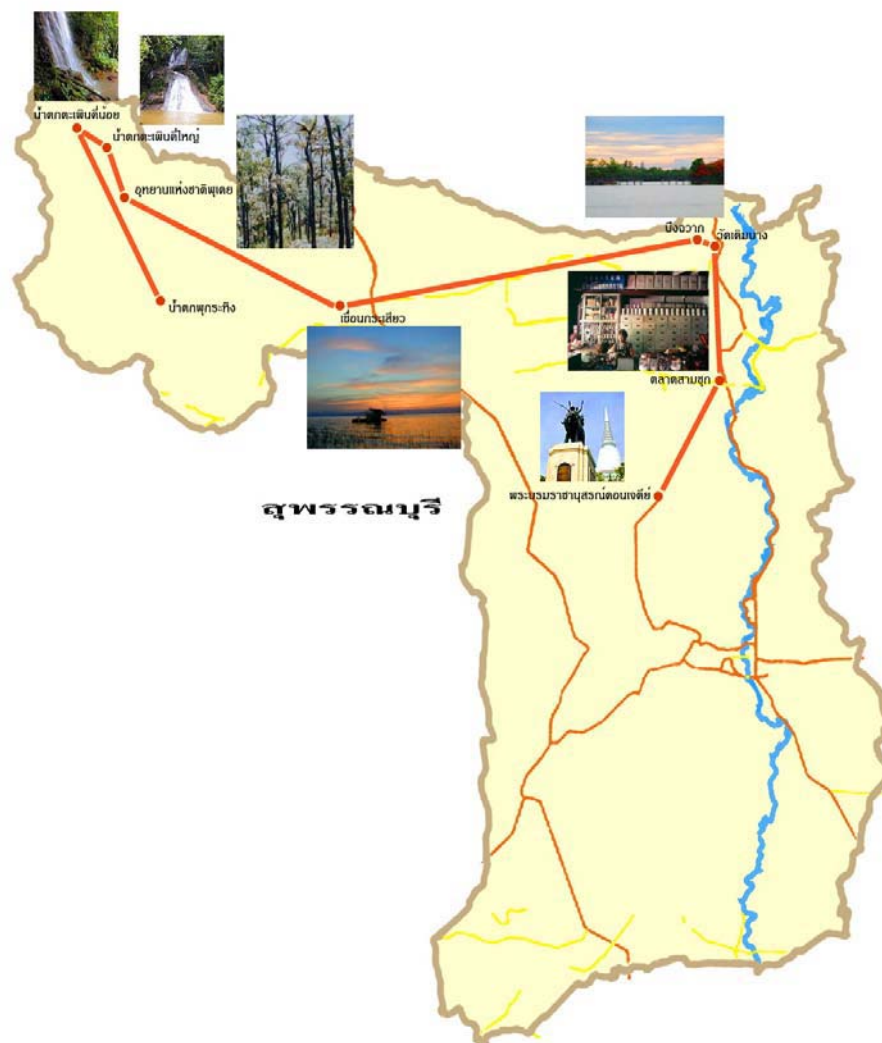 น้ำตกตะเพินคี่น้อย
น้ำตกตะเพินคี่ใหญ่
อุทยานแห่งชาติพุเตย
น้ำตกพุกระทิง
เขื่อนกระเสียว
บึงฉวาก
วัดเดิมบาง
ตลาดสามชุก
พระบรมราชานุสรณ์ดอนเจดีย์
สุพรรณบุรี